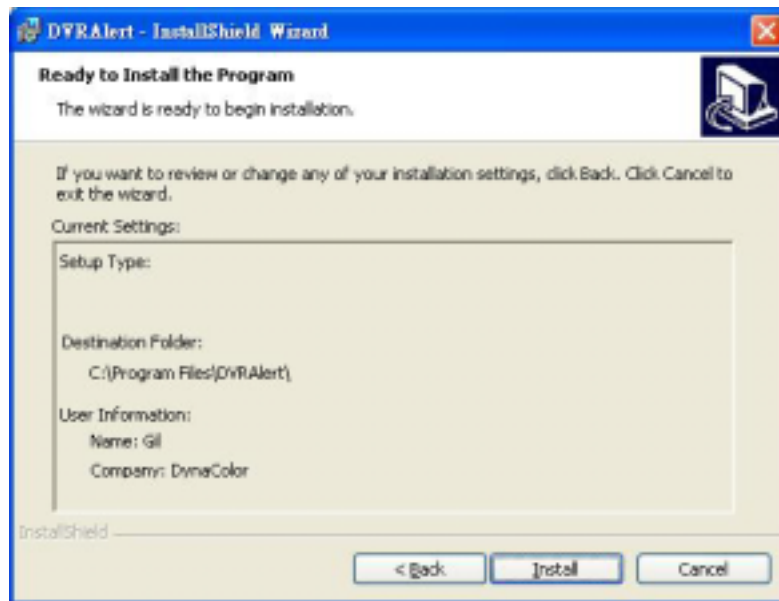 DVRAlert - InstallShield Wizard
Ready to Install the Program
The wizard is ready to begin installation.
If you want to review or change any of your installation settings, click Back. Click Cancel to
exit the wizard.
Current Settings:
Setup Type:
Destination Folder:
C:\Program Files\DVRAlert\
User Information:
Name: Gil
Company: DynaColor
InstallShield
< Back
Install
Cancel